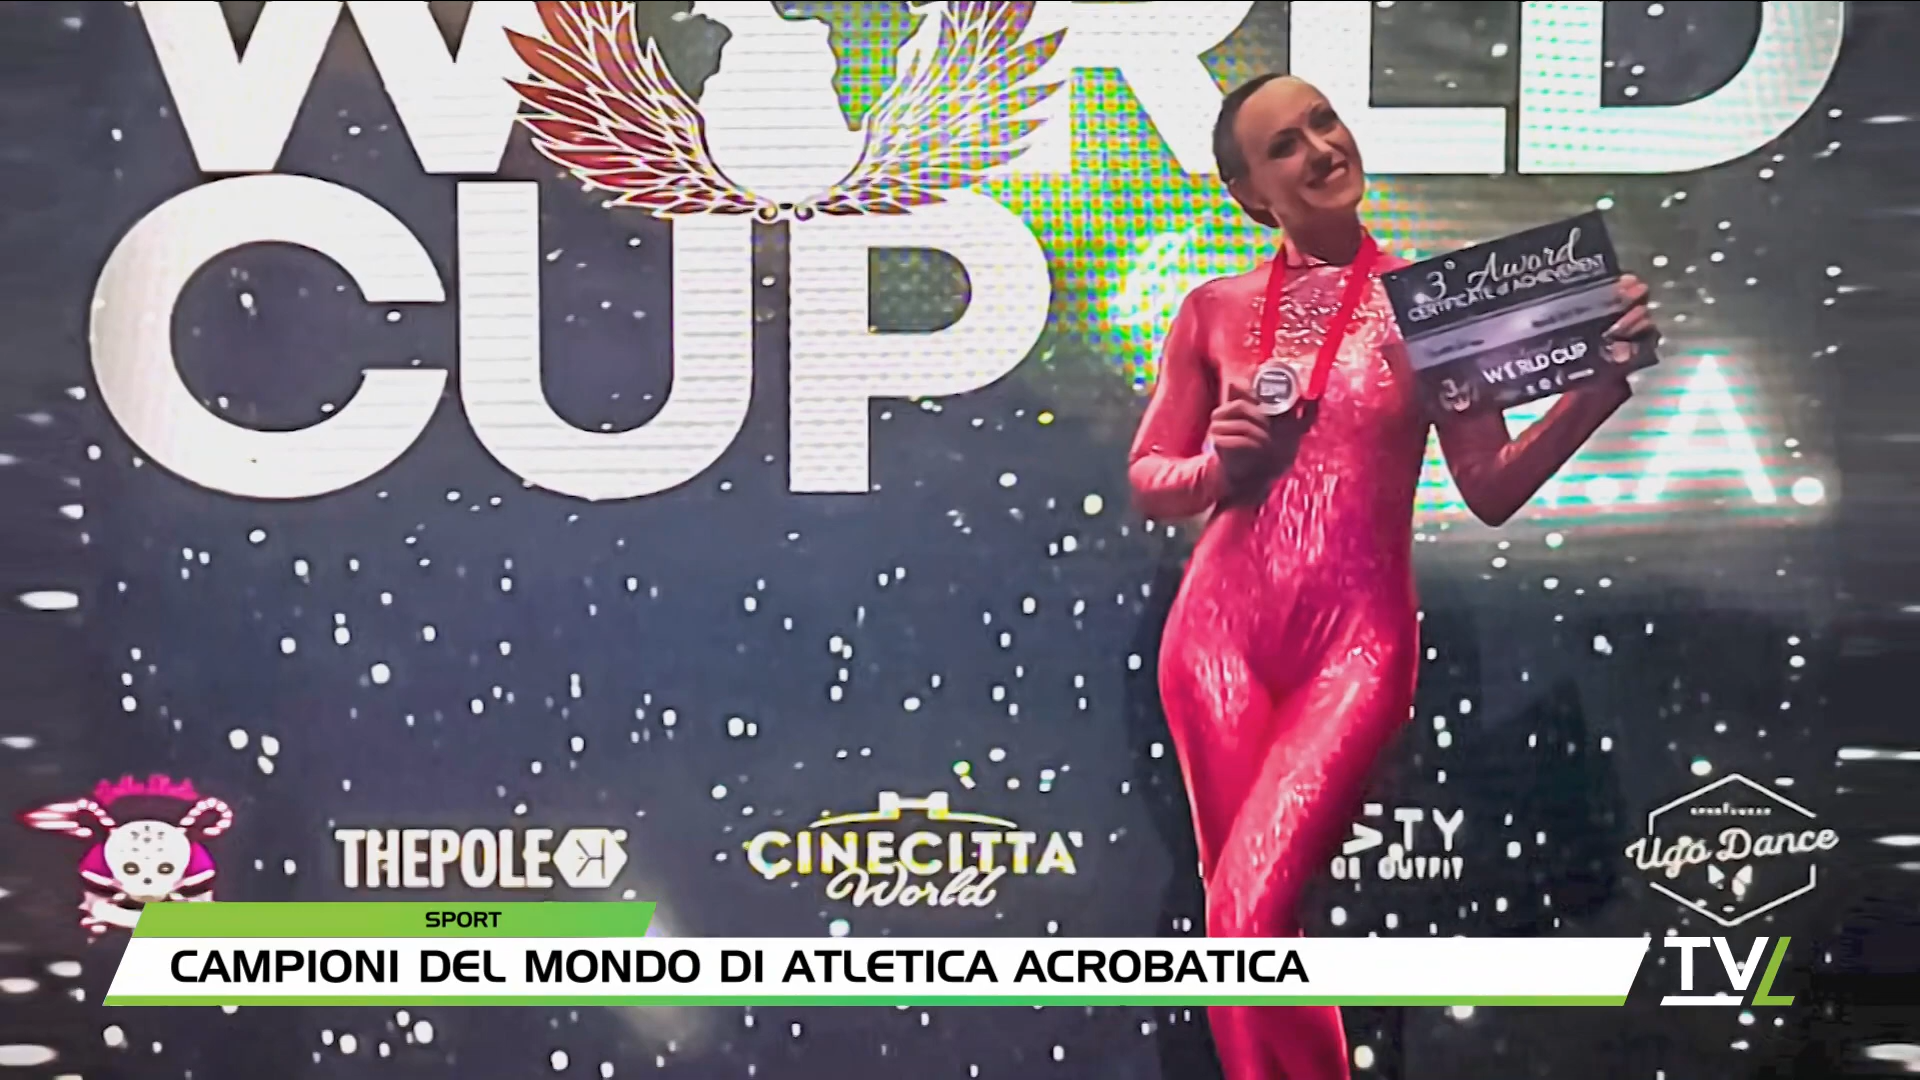 WORLD
CUP
3° Award
CERTIFICATE of ACHIEVEMENT
WORLD CUP
.A.
THEPOLE
CINECITTA'
World
Ugo Dance
SPORT
CAMPIONI DEL MONDO DI ATLETICA ACROBATICA
TVL